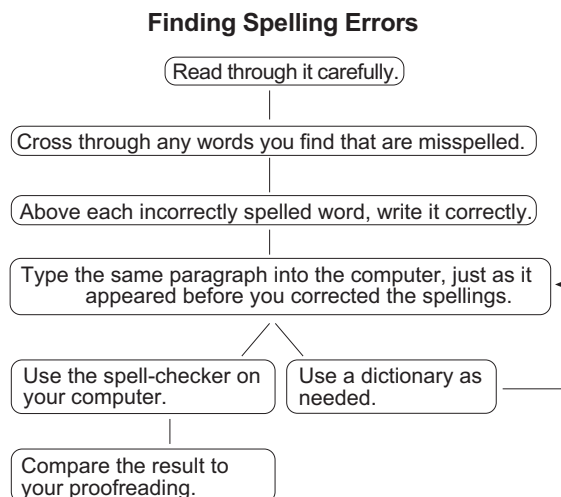 Finding Spelling Errors
Read through it carefully.
Cross through any words you find that are misspelled.
Above each incorrectly spelled word, write it correctly.
Type the same paragraph into the computer, just as it
appeared before you corrected the spellings.
Use the spell-checker on
your computer.
Use a dictionary as
needed.
Compare the result to
your proofreading.